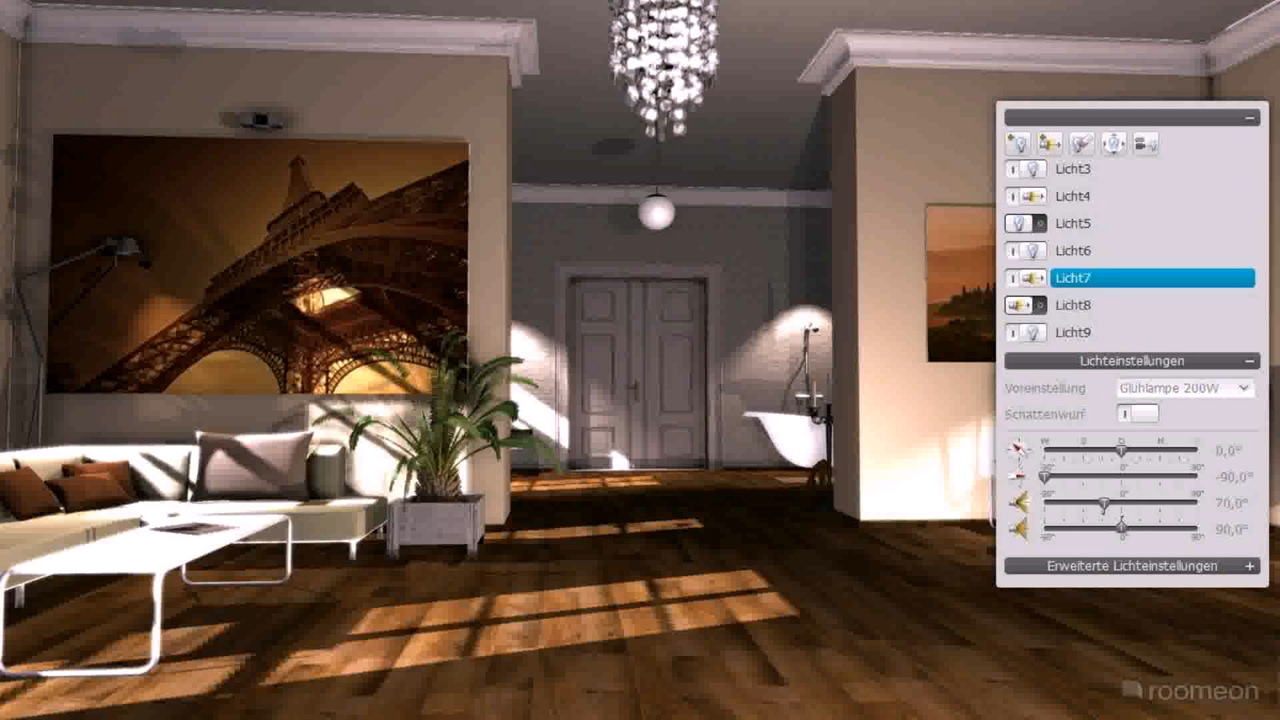 Licht3
Licht4
Licht5
Licht6
Licht7
Licht8
Licht9
Lichteinstellungen
Voreinstellung Glühlampe 200W
Schattenwurf
W S O N
0,0°
-90,0°
70,0°
90,0°
Erweiterte Lichteinstellungen
roomeon